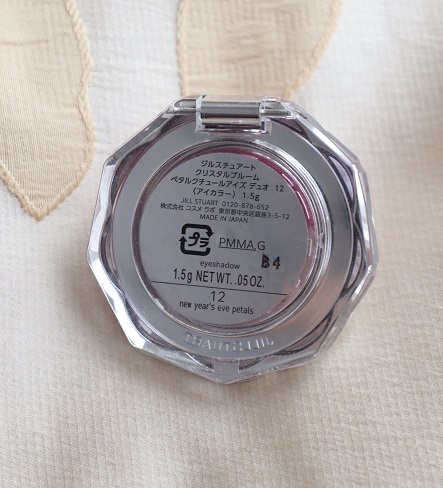 ジルスチュアート
クリスタルブルーム
ペタルクチュールアイズ デュオ 12
(アイカラー) 1.5g
JILL STUART 0120-878-652
株式会社 コスメ ラボ 東京都中央区銀座3-5-12
MADE IN JAPAN
プラ PMMA,G
B4
eyeshadow
1.5g NET WT. .05 OZ.
12
new year's eve petals